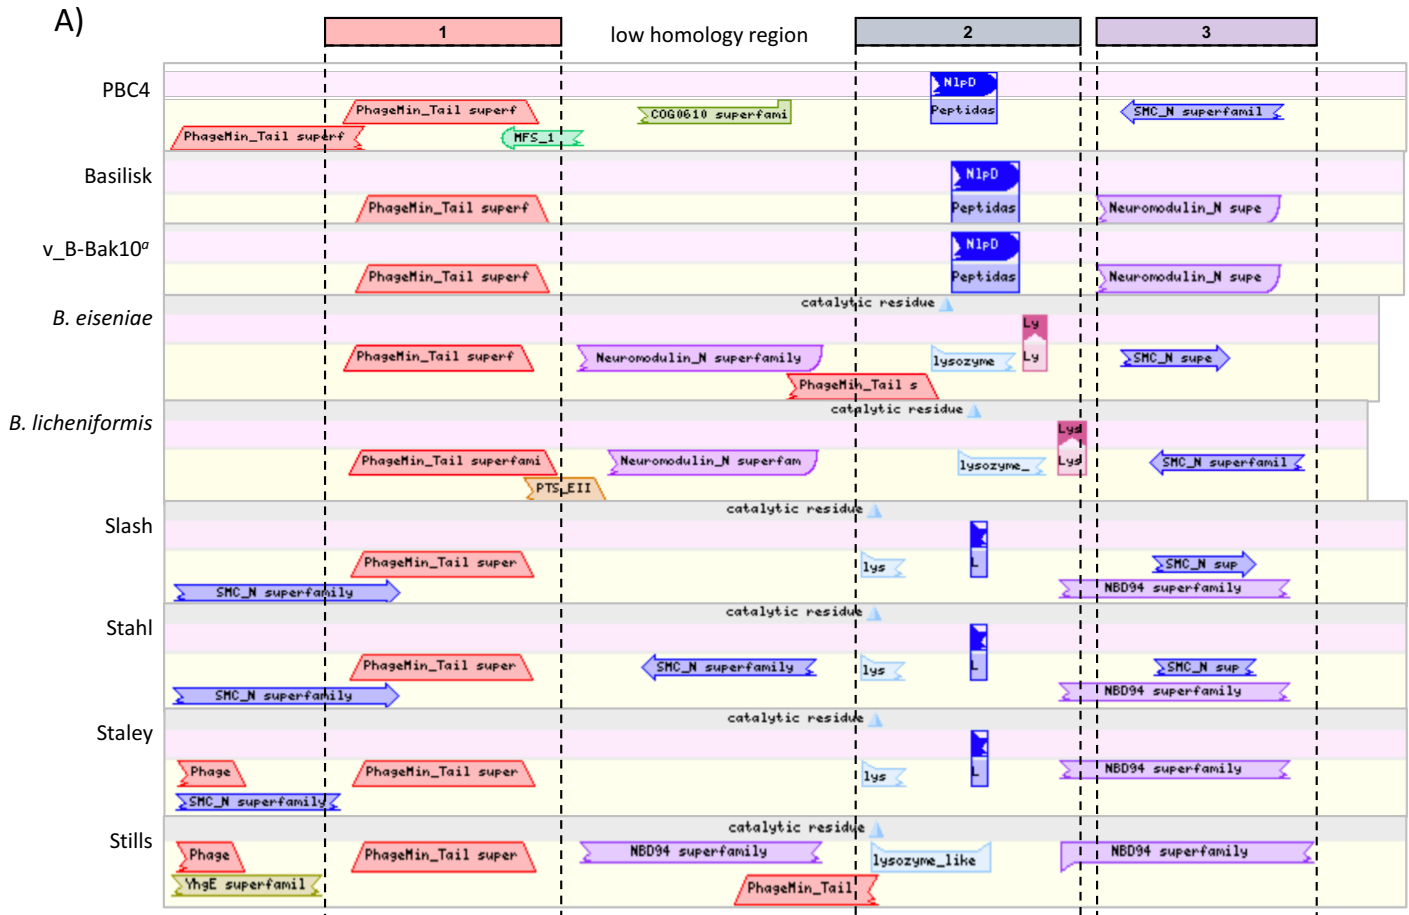 A)
1 low homology region 2 3
PBC4
NlpD
PhageMin_Tail superf COG0610 superfami Peptidas SMC_N superfamil
PhageMin_Tail superf MFS_1
Basilisk
NlpD
PhageMin_Tail superf Peptidas Neuromodulin_N supe
v_B-Bak10a
NlpD
PhageMin_Tail superf Peptidas Neuromodulin_N supe
B. eiseniae
catalytic residue
Ly
PhageMin_Tail superf Neuromodulin_N superfamily lysozyme Ly SMC_N supe
PhageMin_Tail s
B. licheniformis
catalytic residue
Lyd
PhageMin_Tail superfami Neuromodulin_N superfam lysozyme_ Lyd SMC_N superfamil
PTS_EII
Slash
catalytic residue
PhageMin_Tail super lys L SMC_N sup
SMC_N superfamily NBD94 superfamily
Stahl
catalytic residue
PhageMin_Tail super SMC_N superfamily lys L SMC_N sup
SMC_N superfamily NBD94 superfamily
Staley
catalytic residue
Phage PhageMin_Tail super lys L NBD94 superfamily
SMC_N superfamily
Stills
catalytic residue
Phage PhageMin_Tail super NBD94 superfamily lysozyme_like NBD94 superfamily
YhgE superfamil PhageMin_Tail